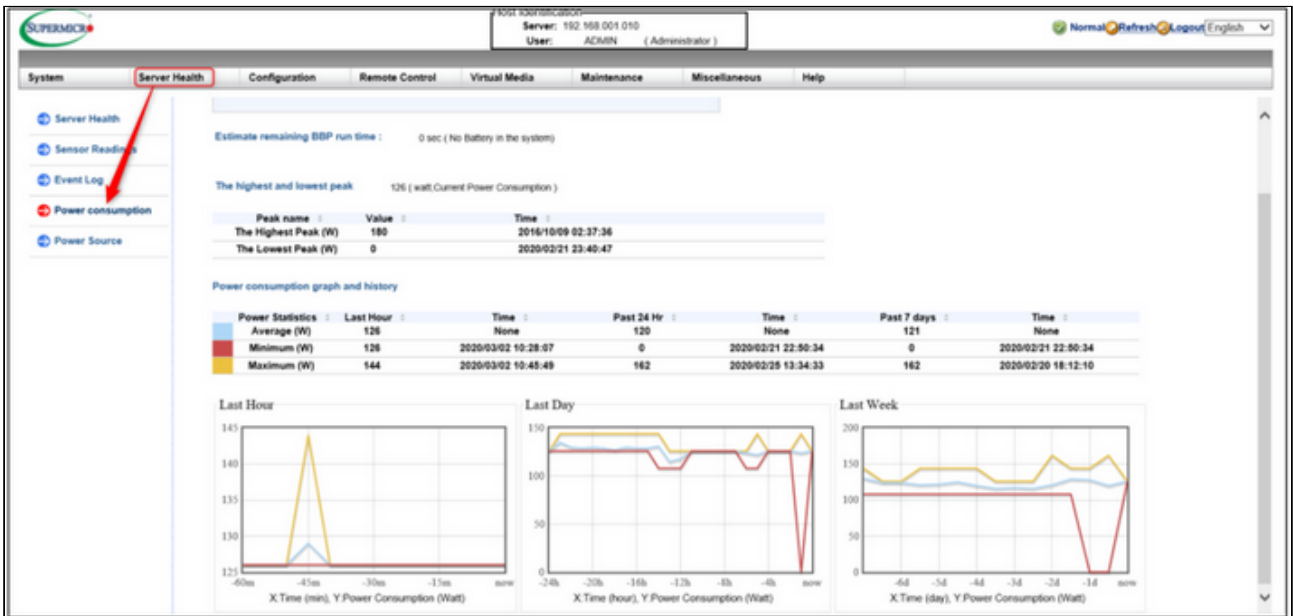 Host Identification
SUPERMICR
Server: 192.168.001.010
User: ADMIN ( Administrator )
Normal Refresh Logout English
System Server Health Configuration Remote Control Virtual Media Maintenance Miscellaneous Help
Server Health
Sensor Readings
Event Log
Power consumption
Power Source
Estimate remaining BBP run time : 0 sec ( No Battery in the system)
The highest and lowest peak 126 ( watt.Current Power Consumption )
Peak name Value Time
The Highest Peak (W) 180 2016/10/09 02:37:36
The Lowest Peak (W) 0 2020/02/21 23:40:47
Power consumption graph and history
Power Statistics Last Hour Time Past 24 Hr Time Past 7 days Time
Average (W) 126 None 120 None 121 None
Minimum (W) 126 2020/03/02 10:28:07 0 2020/02/21 22:50:34 0 2020/02/21 22:50:34
Maximum (W) 144 2020/03/02 10:45:49 162 2020/02/25 13:34:33 162 2020/02/20 18:12:10
Last Hour
145
140
135
130
125
-60m -45m -30m -15m now
X:Time (min), Y:Power Consumption (Watt)
Last Day
150
100
50
0
-24h -20h -16h -12h -8h -4h now
X:Time (hour), Y:Power Consumption (Watt)
Last Week
200
150
100
50
0
-6d -5d -4d -3d -2d -1d now
X:Time (day), Y:Power Consumption (Watt)